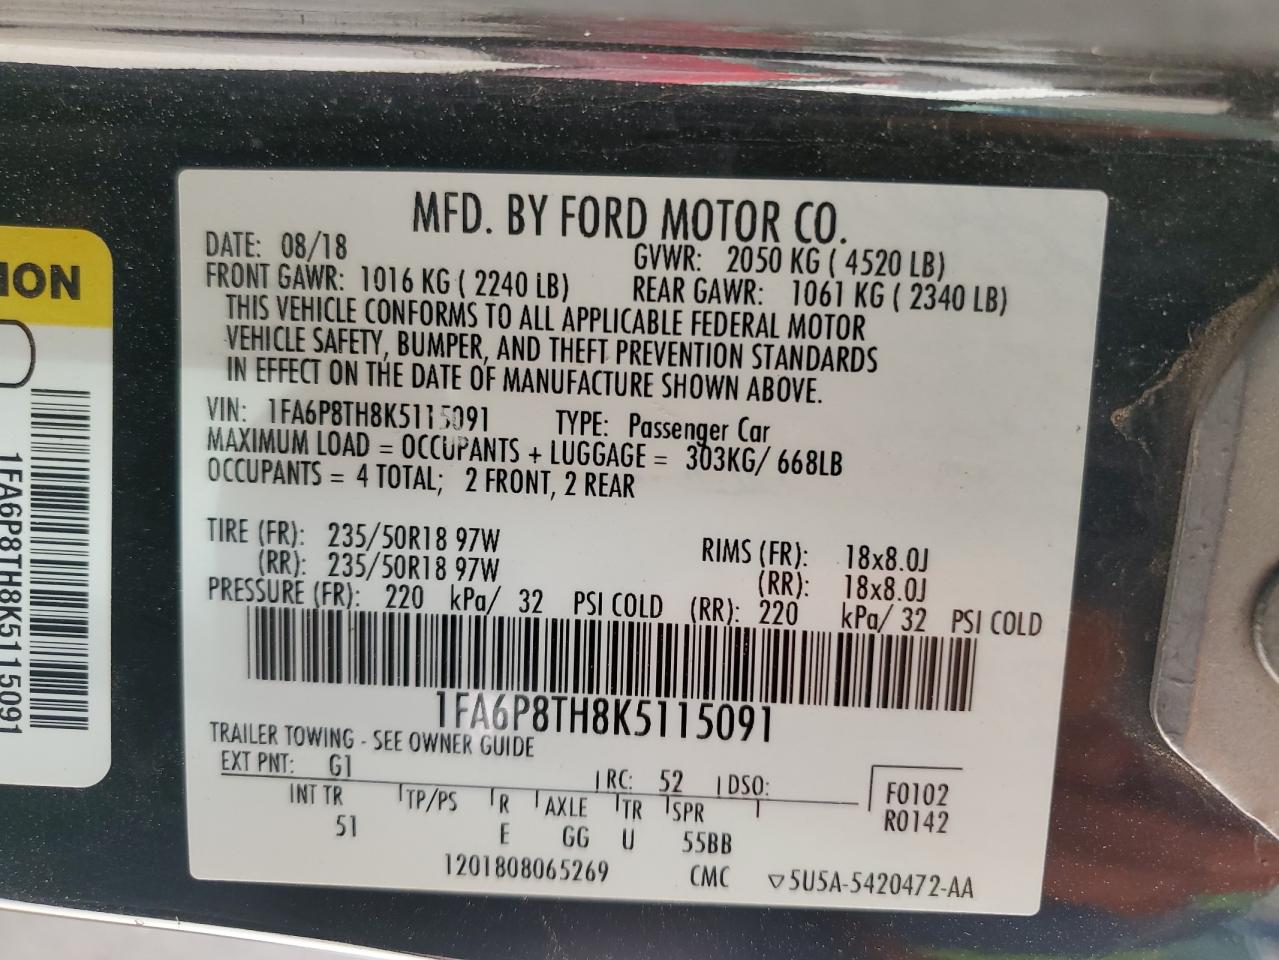 MFD. BY FORD MOTOR CO.
DATE: 08/18 GVWR: 2050 KG ( 4520 LB)
FRONT GAWR: 1016 KG ( 2240 LB) REAR GAWR: 1061 KG ( 2340 LB)
THIS VEHICLE CONFORMS TO ALL APPLICABLE FEDERAL MOTOR
VEHICLE SAFETY, BUMPER, AND THEFT PREVENTION STANDARDS
IN EFFECT ON THE DATE OF MANUFACTURE SHOWN ABOVE.
VIN: 1FA6P8TH8K5115091 TYPE: Passenger Car
MAXIMUM LOAD = OCCUPANTS + LUGGAGE = 303KG/ 668LB
OCCUPANTS = 4 TOTAL; 2 FRONT, 2 REAR
TIRE (FR): 235/50R18 97W RIMS (FR): 18x8.0J
(RR): 235/50R18 97W (RR): 18x8.0J
PRESSURE (FR): 220 kPa/ 32 PSI COLD (RR): 220 kPa/ 32 PSI COLD
1FA6P8TH8K5115091
TRAILER TOWING - SEE OWNER GUIDE
EXT PNT: G1 RC: 52 DSO: F0102
INT TR TP/PS R AXLE TR SPR R0142
51 E GG U 55BB
1201808065269 CMC ▽5U5A-5420472-AA
ION
1FA6P8TH8K5115091